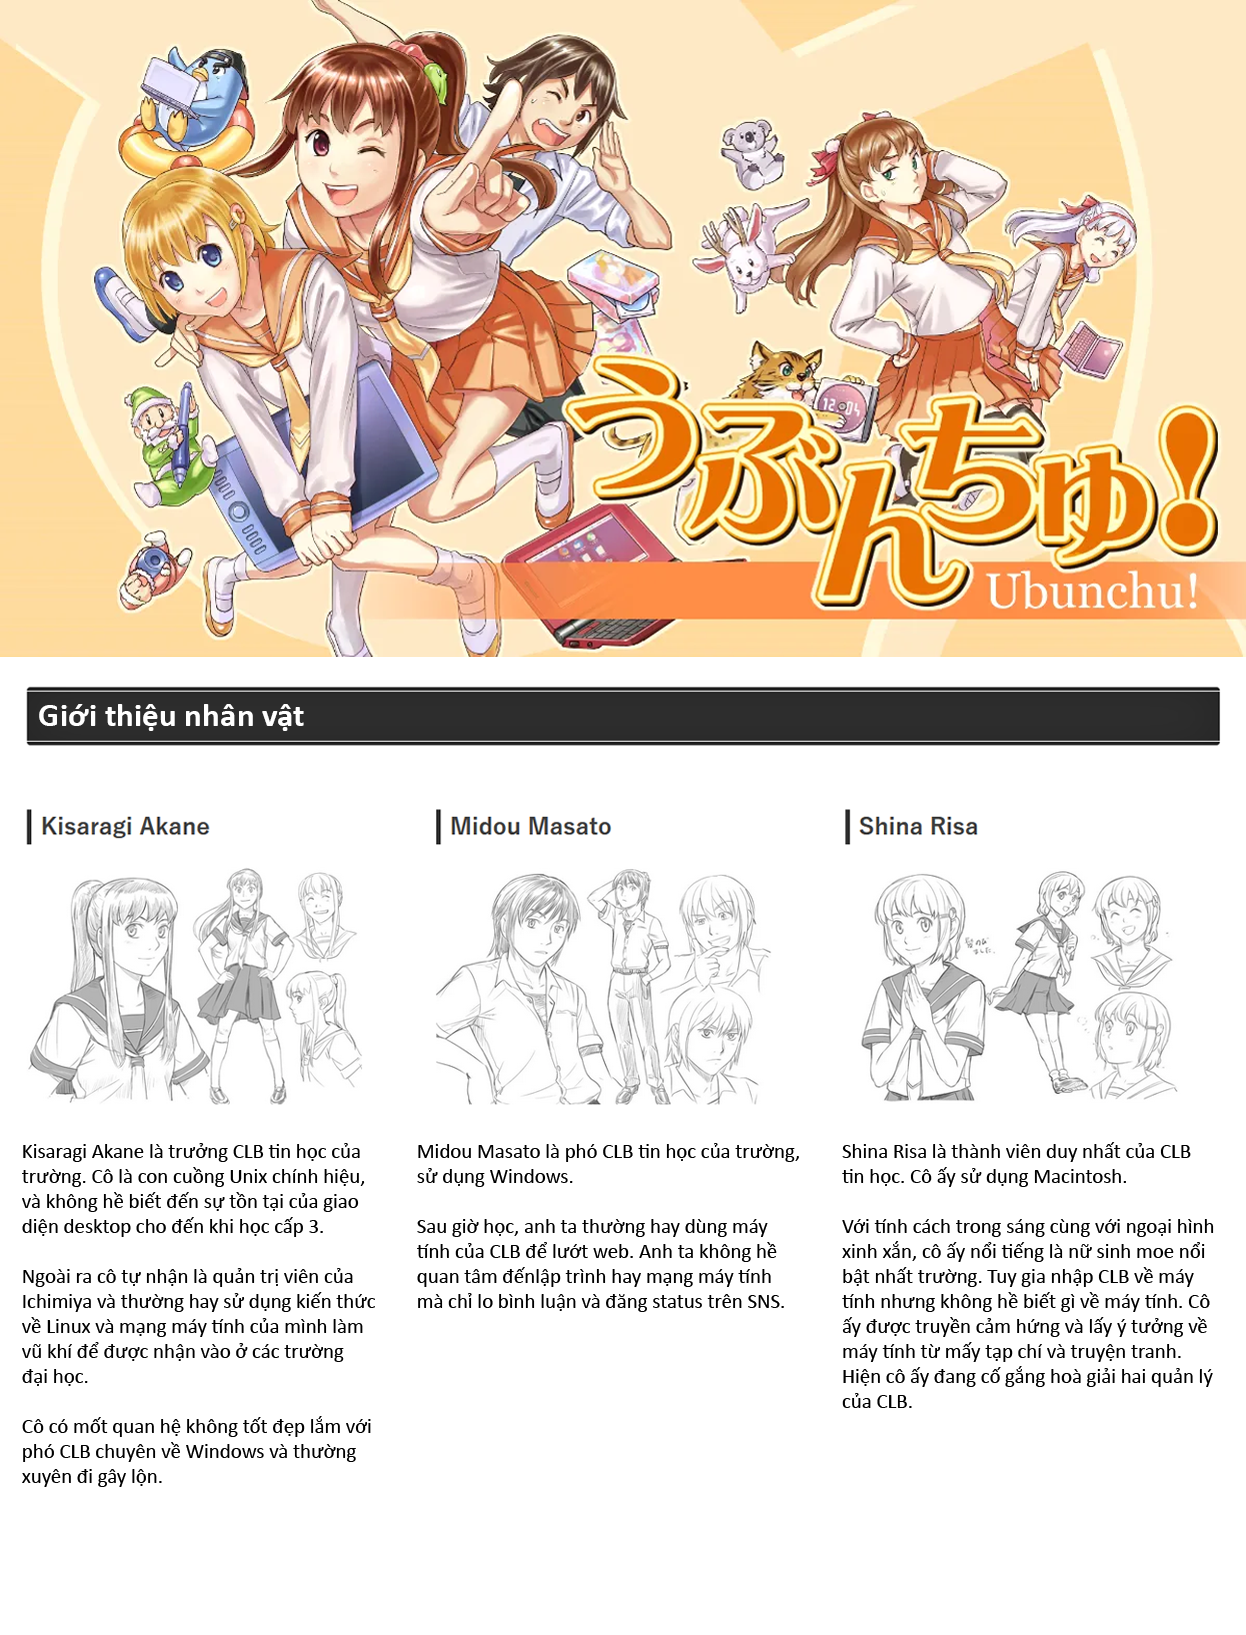 12:04
うぶんちゅ!
Ubunchu!
Giới thiệu nhân vật
Kisaragi Akane
Kisaragi Akane là trưởng CLB tin học của
trường. Cô là con cuồng Unix chính hiệu,
và không hề biết đến sự tồn tại của giao
diện desktop cho đến khi học cấp 3.
Ngoài ra cô tự nhận là quản trị viên của
Ichimiya và thường hay sử dụng kiến thức
về Linux và mạng máy tính của mình làm
vũ khí để được nhận vào ở các trường
đại học.
Cô có mốt quan hệ không tốt đẹp lắm với
phó CLB chuyên về Windows và thường
xuyên đi gây lộn.
Midou Masato
Midou Masato là phó CLB tin học của trường,
sử dụng Windows.
Sau giờ học, anh ta thường hay dùng máy
tính của CLB để lướt web. Anh ta không hề
quan tâm đếnlập trình hay mạng máy tính
mà chỉ lo bình luận và đăng status trên SNS.
Shina Risa
Shina Risa là thành viên duy nhất của CLB
tin học. Cô ấy sử dụng Macintosh.
Với tính cách trong sáng cùng với ngoại hình
xinh xắn, cô ấy nổi tiếng là nữ sinh moe nổi
bật nhất trường. Tuy gia nhập CLB về máy
tính nhưng không hề biết gì về máy tính. Cô
ấy được truyền cảm hứng và lấy ý tưởng về
máy tính từ mấy tạp chí và truyện tranh.
Hiện cô ấy đang cố gắng hoà giải hai quản lý
của CLB.